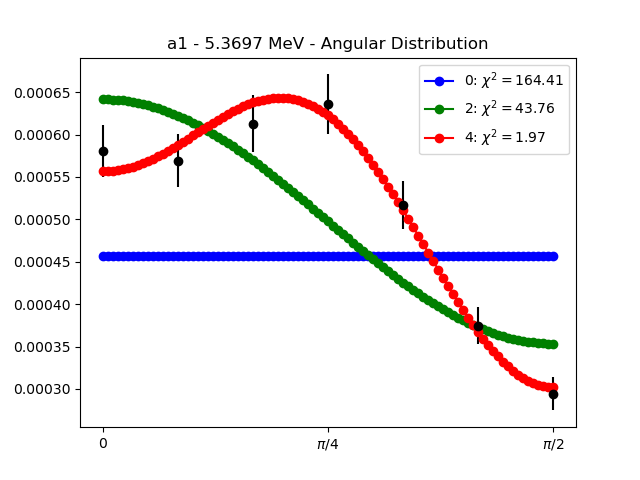 a1 - 5.3697 MeV - Angular Distribution
0: χ² = 164.41
2: χ² = 43.76
4: χ² = 1.97
0.00065
0.00060
0.00055
0.00050
0.00045
0.00040
0.00035
0.00030
0 π/4 π/2